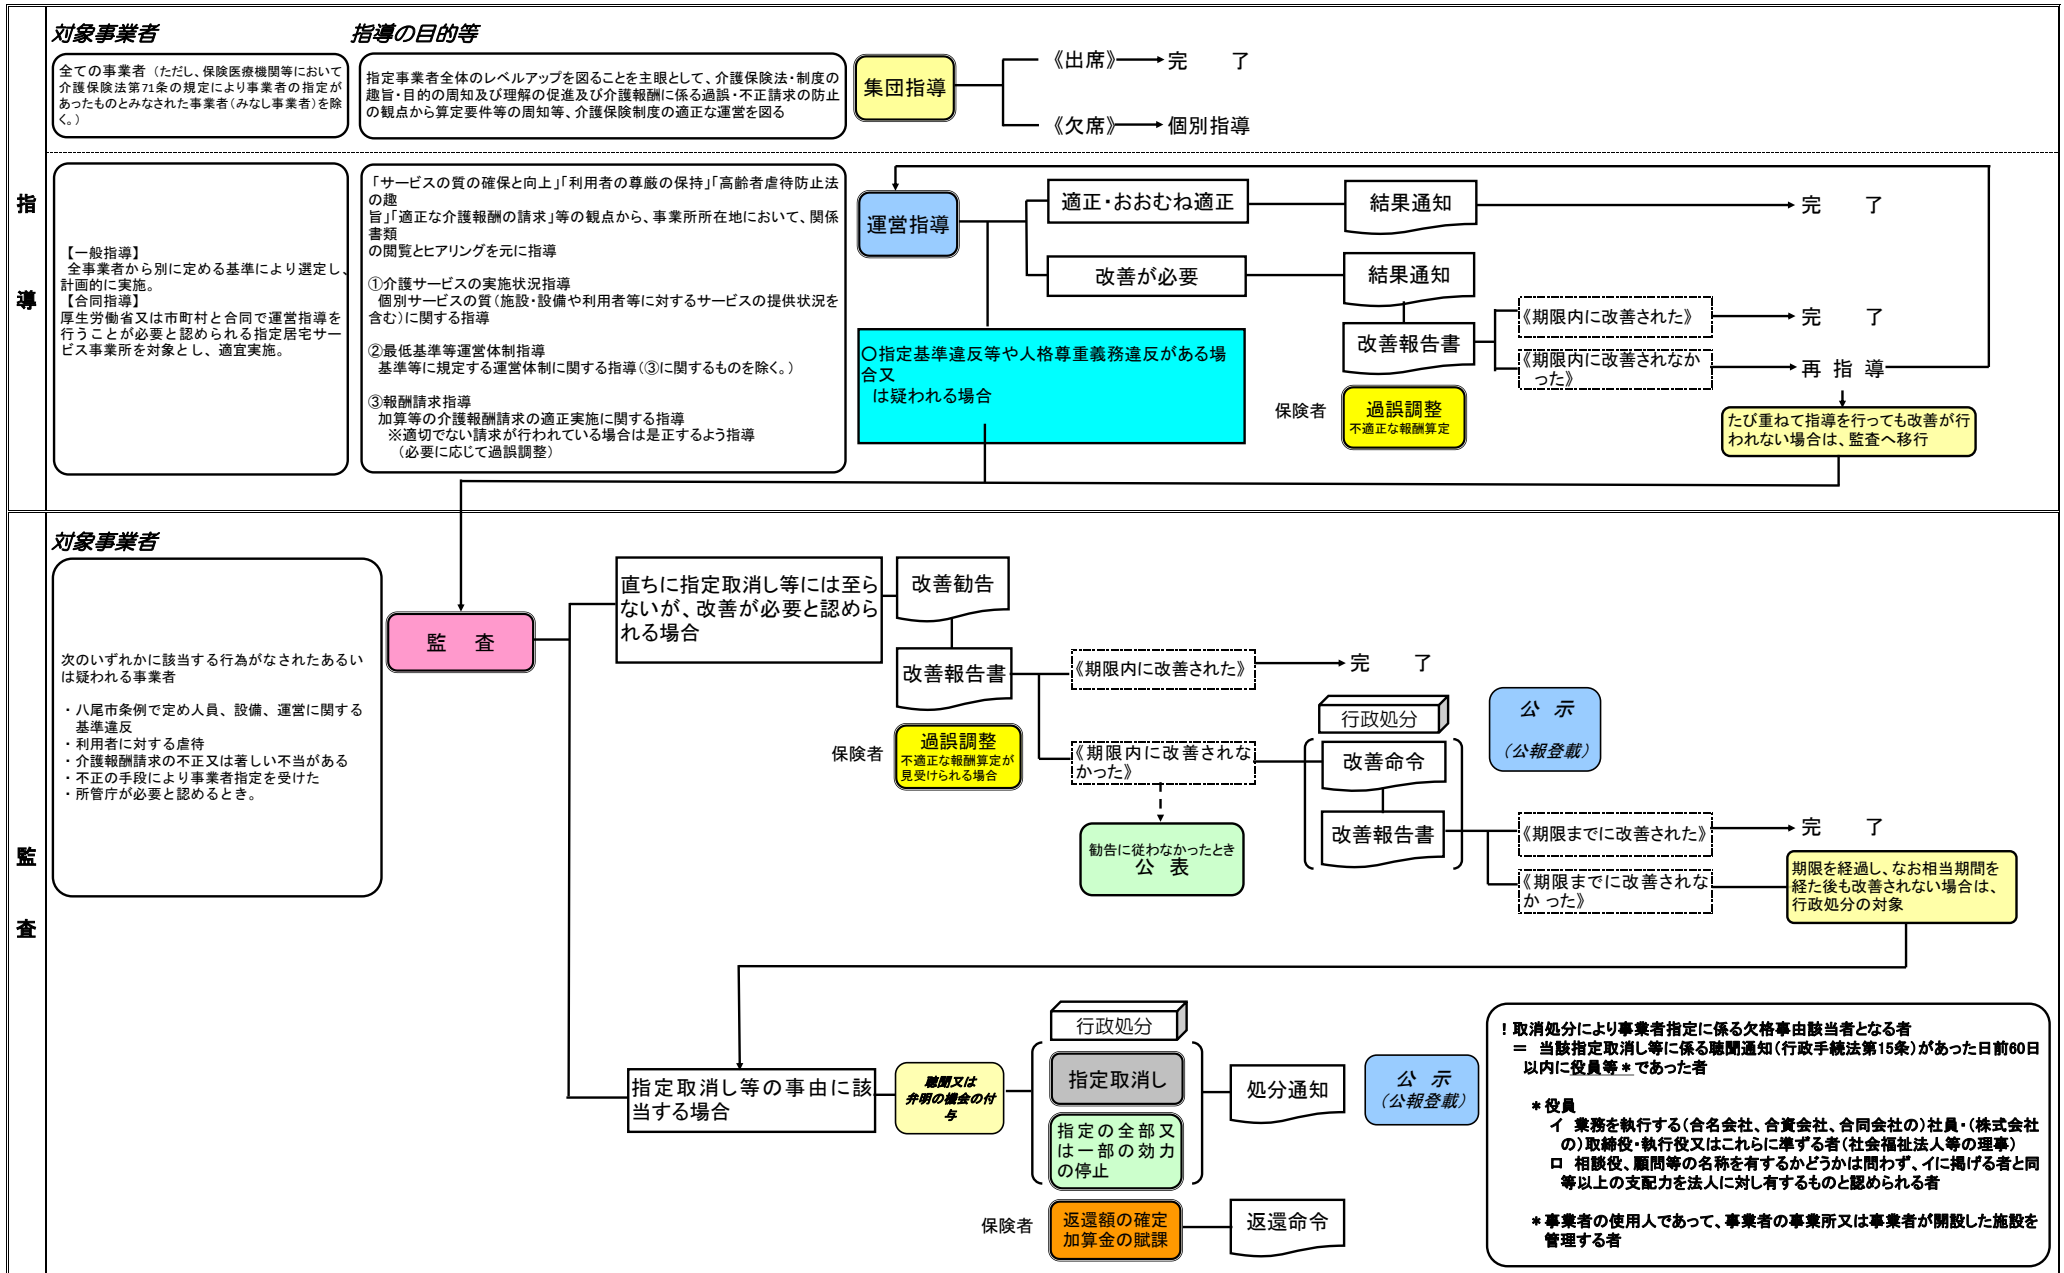 指
導
対象事業者
指導の目的等
全ての事業者（ただし、保険医療機関等において
介護保険法第71条の規定により事業者の指定が
あったものとみなされた事業者（みなし事業者）を除
く。）
指定事業者全体のレベルアップを図ることを主眼として、介護保険法・制度の
趣旨・目的の周知及び理解の促進及び介護報酬に係る過誤・不正請求の防止
の観点から算定要件等の周知等、介護保険制度の適正な運営を図る
集団指導
《出席》
完　了
《欠席》
個別指導
【一般指導】
全事業者から別に定める基準により選定し、
計画的に実施。
【合同指導】
厚生労働省又は市町村と合同で運営指導を
行うことが必要と認められる指定居宅サー
ビス事業所を対象とし、適宜実施。
「サービスの質の確保と向上」「利用者の尊厳の保持」「高齢者虐待防止法
の趣
旨」「適正な介護報酬の請求」等の観点から、事業所所在地において、関係
書類
の閲覧とヒアリングを元に指導
①介護サービスの実施状況指導
個別サービスの質（施設・設備や利用者等に対するサービスの提供状況を
含む）に関する指導
②最低基準等運営体制指導
基準等に規定する運営体制に関する指導（③に関するものを除く。）
③報酬請求指導
加算等の介護報酬請求の適正実施に関する指導
※適切でない請求が行われている場合は是正するよう指導
（必要に応じて過誤調整）
運営指導
適正・おおむね適正
結果通知
完　了
改善が必要
結果通知
改善報告書
《期限内に改善された》
完　了
《期限内に改善されなか
った》
再 指 導
〇指定基準違反等や人格尊重義務違反がある場
合又
は疑われる場合
保険者
過誤調整
不適正な報酬算定
たび重ねて指導を行っても改善が行
われない場合は、監査へ移行
監
査
対象事業者
次のいずれかに該当する行為がなされたあるい
は疑われる事業者
・八尾市条例で定め人員、設備、運営に関する
基準違反
・利用者に対する虐待
・介護報酬請求の不正又は著しい不当がある
・不正の手段により事業者指定を受けた
・所管庁が必要と認めるとき。
監　査
直ちに指定取消し等には至ら
ないが、改善が必要と認めら
れる場合
改善勧告
改善報告書
《期限内に改善された》
完　了
保険者
過誤調整
不適正な報酬算定が
見受けられる場合
《期限内に改善されな
かった》
勧告に従わなかったとき
公 表
行政処分
改善命令
改善報告書
公 示
（公報登載）
《期限までに改善された》
完　了
《期限までに改善されな
か った》
期限を経過し、なお相当期間を
経た後も改善されない場合は、
行政処分の対象
指定取消し等の事由に該
当する場合
聴聞又は
弁明の機会の付
与
行政処分
指定取消し
指定の全部又
は一部の効力
の停止
処分通知
公 示
（公報登載）
保険者
返還額の確定
加算金の賦課
返還命令
！取消処分により事業者指定に係る欠格事由該当者となる者
＝ 当該指定取消し等に係る聴聞通知（行政手続法第15条）があった日前60日
以内に役員等＊であった者
＊役員
イ 業務を執行する（合名会社、合資会社、合同会社の）社員・（株式会社
の）取締役・執行役又はこれらに準ずる者（社会福祉法人等の理事）
ロ 相談役、顧問等の名称を有するかどうかは問わず、イに掲げる者と同
等以上の支配力を法人に対し有するものと認められる者
＊事業者の使用人であって、事業者の事業所又は事業者が開設した施設を
管理する者